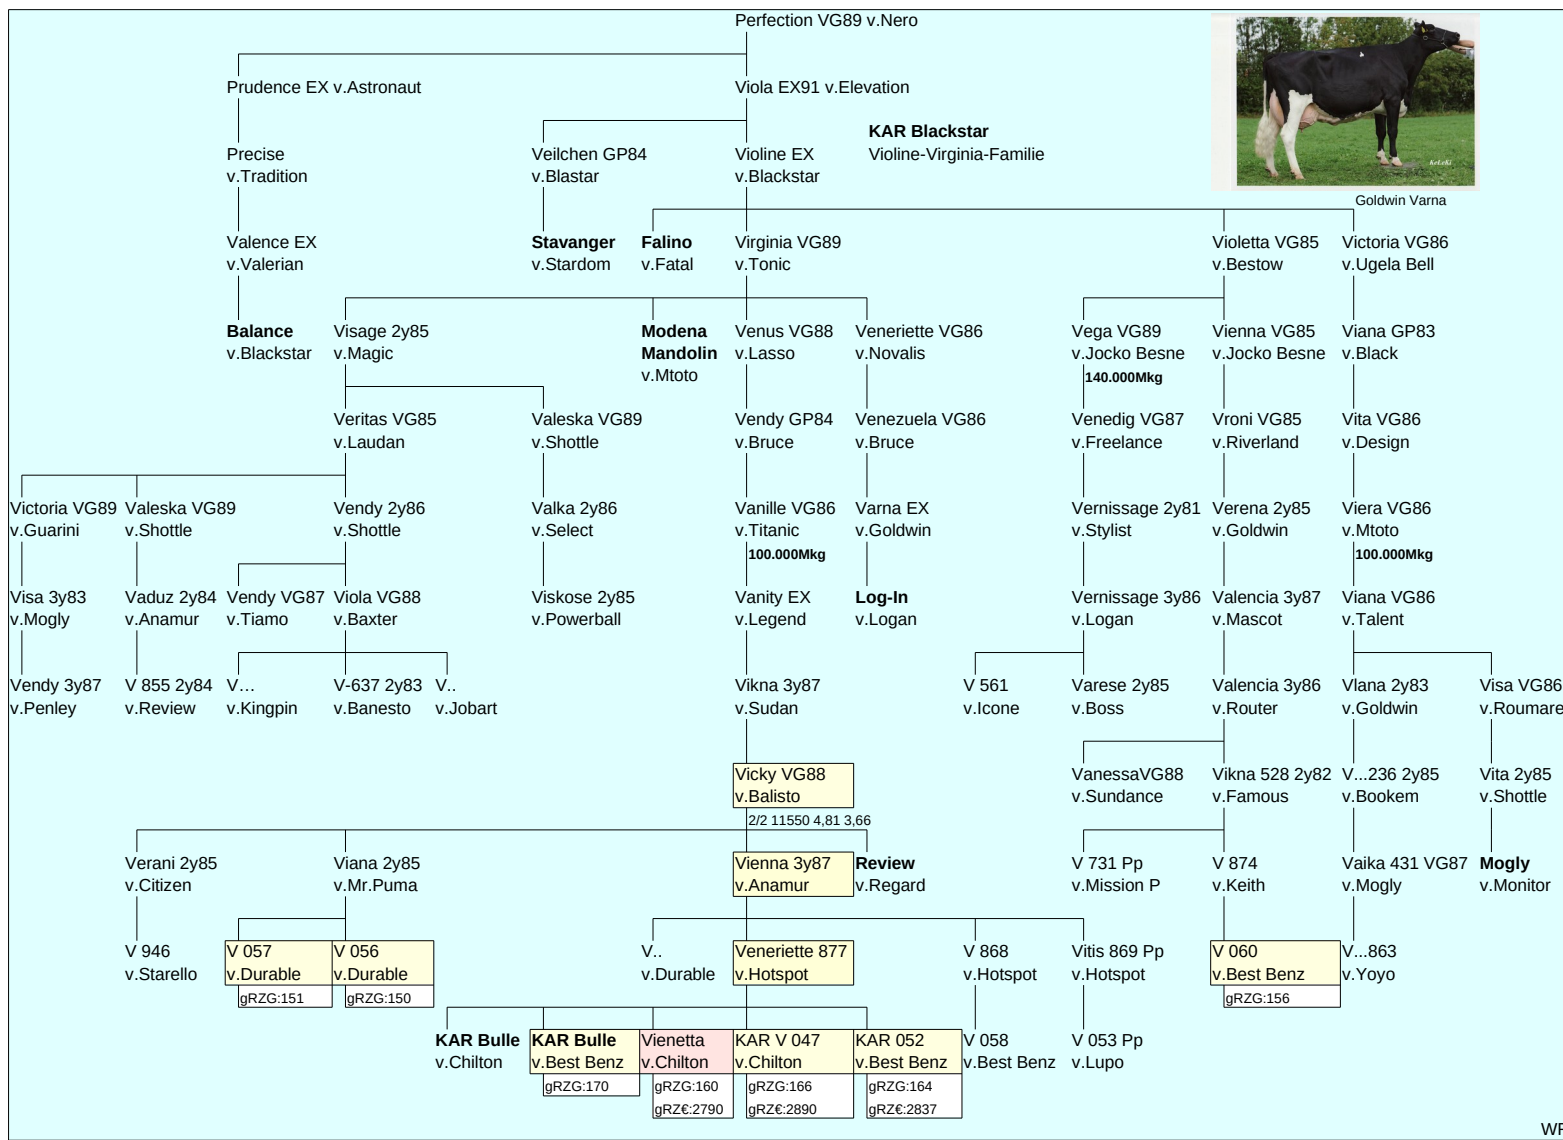 Perfection VG89 v.Nero
Prudence EX v.Astronaut
Viola EX91 v.Elevation
KAR Blackstar
Violine-Virginia-Familie
KeLeKi
Goldwin Varna
Precise
v.Tradition
Veilchen GP84
v.Blastar
Violine EX
v.Blackstar
Valence EX
v.Valerian
Stavanger
v.Stardom
Falino
v.Fatal
Virginia VG89
v.Tonic
Violetta VG85
v.Bestow
Victoria VG86
v.Ugela Bell
Balance
v.Blackstar
Visage 2y85
v.Magic
Modena
Mandolin
v.Mtoto
Venus VG88
v.Lasso
Veneriette VG86
v.Novalis
Vega VG89
v.Jocko Besne
140.000Mkg
Vienna VG85
v.Jocko Besne
Viana GP83
v.Black
Veritas VG85
v.Laudan
Valeska VG89
v.Shottle
Vendy GP84
v.Bruce
Venezuela VG86
v.Bruce
Venedig VG87
v.Freelance
Vroni VG85
v.Riverland
Vita VG86
v.Design
Victoria VG89
v.Guarini
Valeska VG89
v.Shottle
Vendy 2y86
v.Shottle
Valka 2y86
v.Select
Vanille VG86
v.Titanic
100.000Mkg
Varna EX
v.Goldwin
Vernissage 2y81
v.Stylist
Verena 2y85
v.Goldwin
Viera VG86
v.Mtoto
100.000Mkg
Visa 3y83
v.Mogly
Vaduz 2y84
v.Anamur
Vendy VG87
v.Tiamo
Viola VG88
v.Baxter
Viskose 2y85
v.Powerball
Vanity EX
v.Legend
Log-In
v.Logan
Vernissage 3y86
v.Logan
Valencia 3y87
v.Mascot
Viana VG86
v.Talent
Vendy 3y87
v.Penley
V 855 2y84
v.Review
V...
v.Kingpin
V-637 2y83
v.Banesto
V..
v.Jobart
Vikna 3y87
v.Sudan
V 561
v.Icone
Varese 2y85
v.Boss
Valencia 3y86
v.Router
Vlana 2y83
v.Goldwin
Visa VG86
v.Roumare
Vicky VG88
v.Balisto
2/2 11550 4,81 3,66
VanessaVG88
v.Sundance
Vikna 528 2y82
v.Famous
V...236 2y85
v.Bookem
Vita 2y85
v.Shottle
Verani 2y85
v.Citizen
Viana 2y85
v.Mr.Puma
Vienna 3y87
v.Anamur
Review
v.Regard
V 731 Pp
v.Mission P
V 874
v.Keith
Vaika 431 VG87
v.Mogly
Mogly
v.Monitor
V 946
v.Starello
V 057
v.Durable
gRZG:151
V 056
v.Durable
gRZG:150
V..
v.Durable
Veneriette 877
v.Hotspot
V 868
v.Hotspot
Vitis 869 Pp
v.Hotspot
V 060
v.Best Benz
gRZG:156
V...863
v.Yoyo
KAR Bulle
v.Chilton
KAR Bulle
v.Best Benz
gRZG:170
Vienetta
v.Chilton
gRZG:160
gRZ€:2790
KAR V 047
v.Chilton
gRZG:166
gRZ€:2890
KAR 052
v.Best Benz
gRZG:164
gRZ€:2837
V 058
v.Best Benz
V 053 Pp
v.Lupo